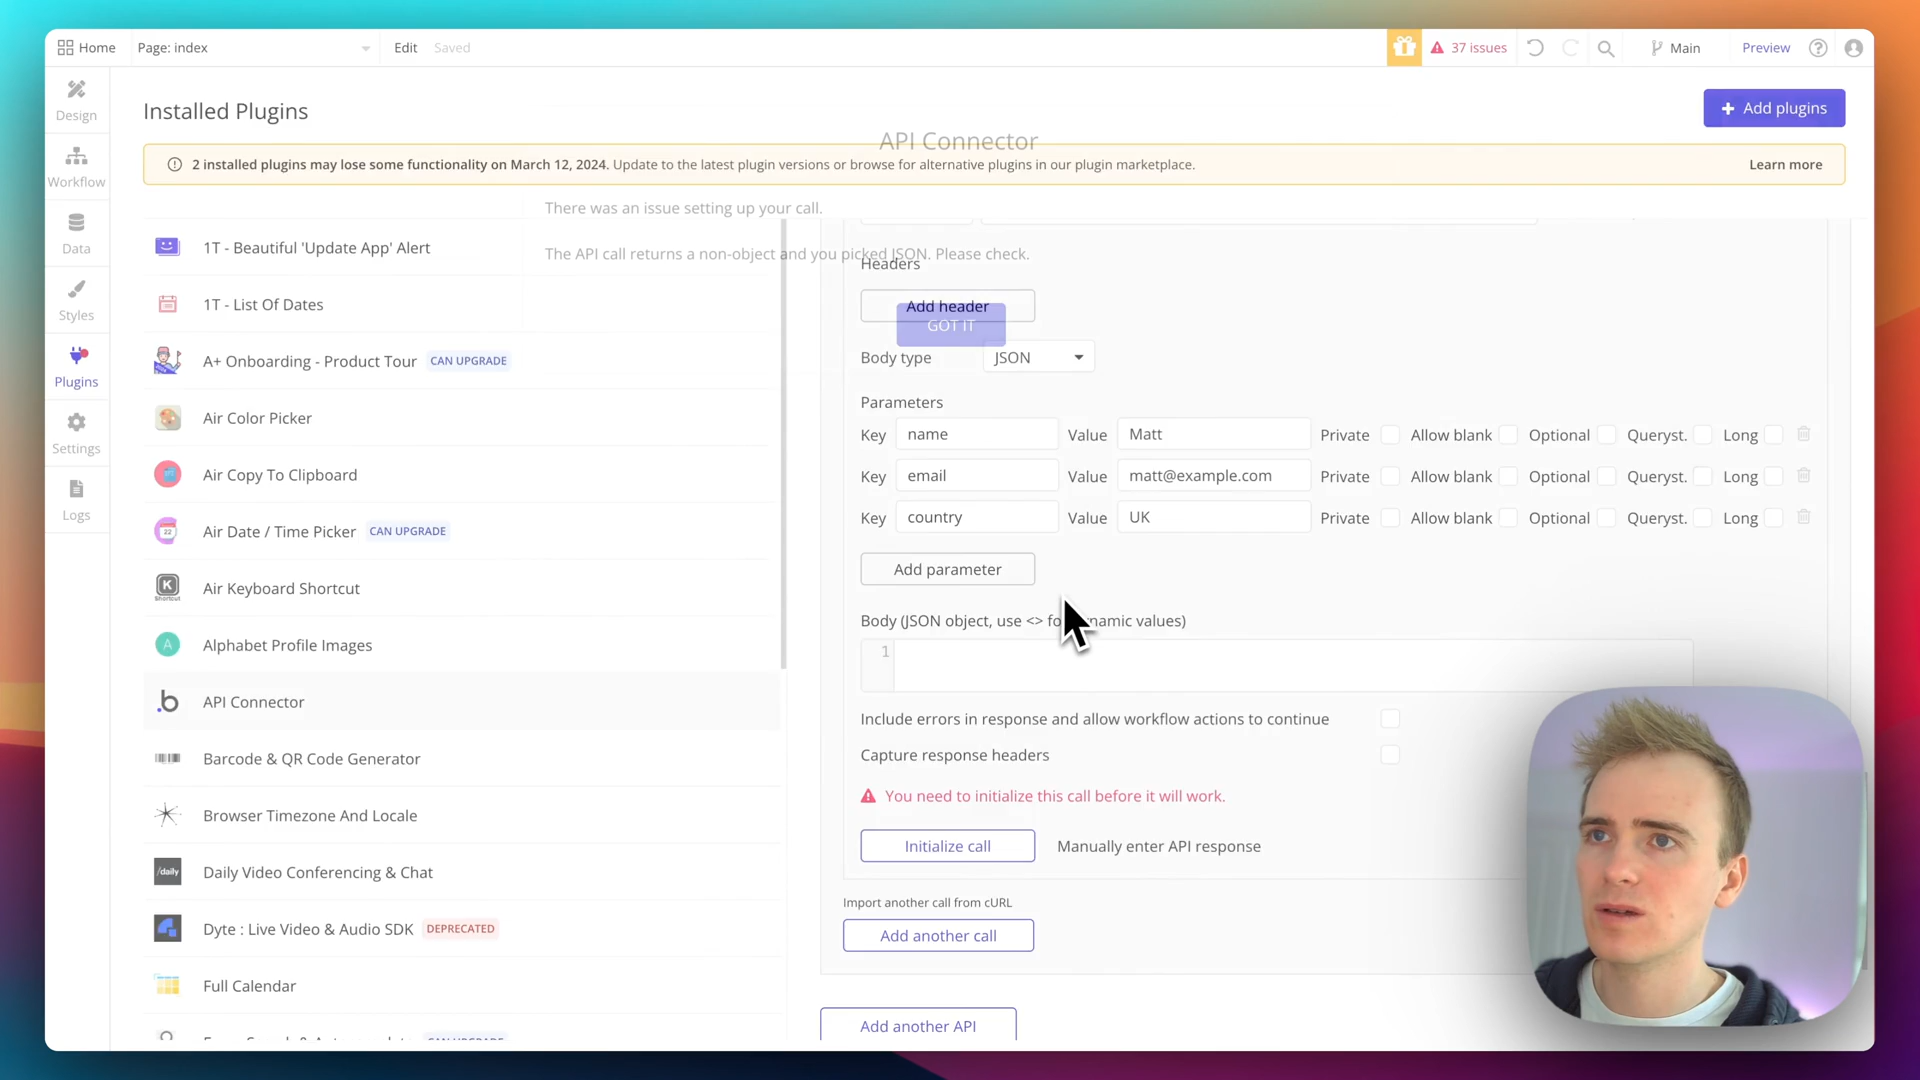 Home
Page: index
Edit
Saved
37 issues
Main
Preview
Design
Workflow
Data
Styles
Plugins
Settings
Logs
Installed Plugins
+ Add plugins
API Connector
2 installed plugins may lose some functionality on March 12, 2024. Update to the latest plugin versions or browse for alternative plugins in our plugin marketplace.
Learn more
There was an issue setting up your call.
The API call returns a non-object and you picked JSON. Please check.
GOT IT
1T - Beautiful 'Update App' Alert
1T - List Of Dates
A+ Onboarding - Product Tour CAN UPGRADE
Air Color Picker
Air Copy To Clipboard
Air Date / Time Picker CAN UPGRADE
Air Keyboard Shortcut
Alphabet Profile Images
API Connector
Barcode & QR Code Generator
Browser Timezone And Locale
/daily Daily Video Conferencing & Chat
Dyte : Live Video & Audio SDK DEPRECATED
Full Calendar
Headers
Add header
Body type JSON
Parameters
Key name Value Matt Private Allow blank Optional Queryst. Long
Key email Value matt@example.com Private Allow blank Optional Queryst. Long
Key country Value UK Private Allow blank Optional Queryst. Long
Add parameter
Body (JSON object, use <> fo namic values)
1
Include errors in response and allow workflow actions to continue
Capture response headers
You need to initialize this call before it will work.
Initialize call
Manually enter API response
Import another call from cURL
Add another call
Add another API